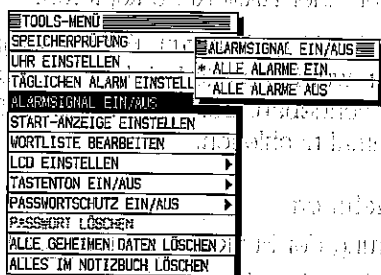 TOOLS-MENÜ
SPEICHERPRÜFUNG
UHR EINSTELLEN
TÄGLICHEN ALARM EINSTELL
ALARMSIGNAL EIN/AUS
START-ANZEIGE EINSTELLEN
WORTLISTE BEARBEITEN
LCD EINSTELLEN
TASTENTON EIN/AUS
PASSWORTSCHUTZ EIN/AUS
PASSWORT LÖSCHEN
ALLE GEHEIMEN DATEN LÖSCHEN
ALLES IM NOTIZBUCH LÖSCHEN
ALARMSIGNAL EIN/AUS
* ALLE ALARME EIN
ALLE ALARME AUS